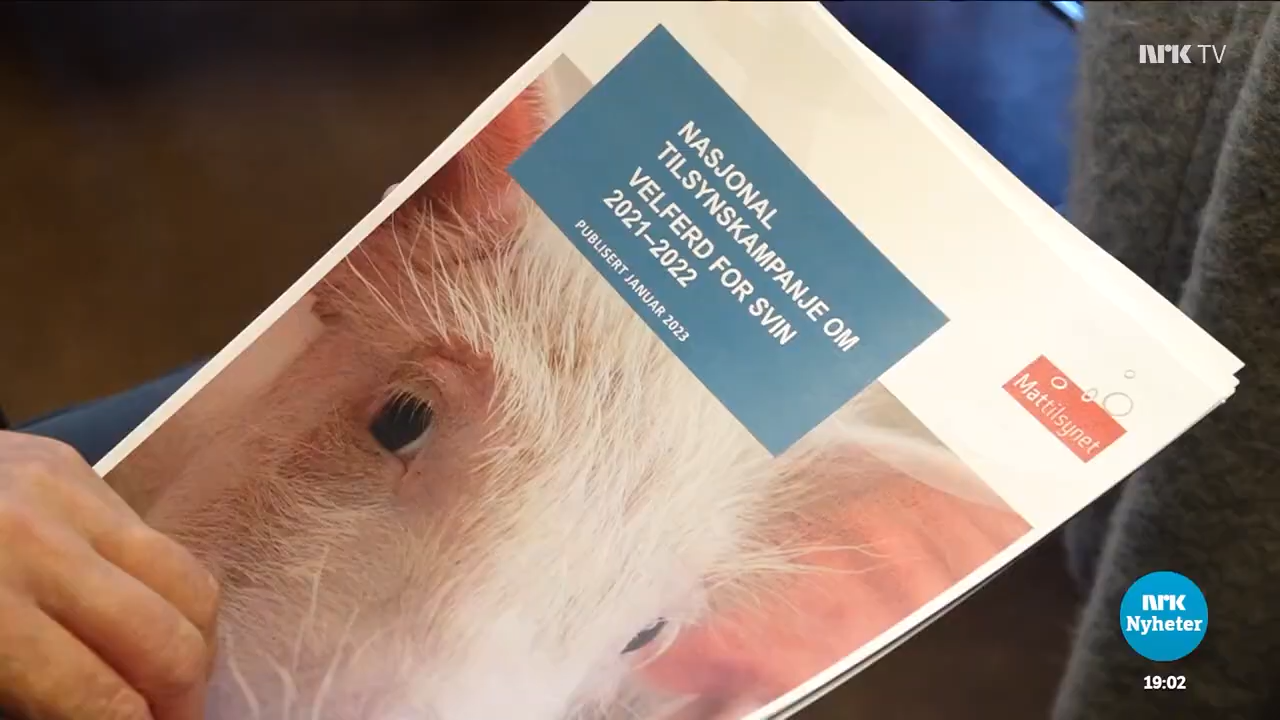 NRK TV
NASJONAL
TILSYNSKAMPANJE OM
VELFERD FOR SVIN
2021–2022
PUBLISERT JANUAR 2023
Mattilsynet
NRK
Nyheter
19:02